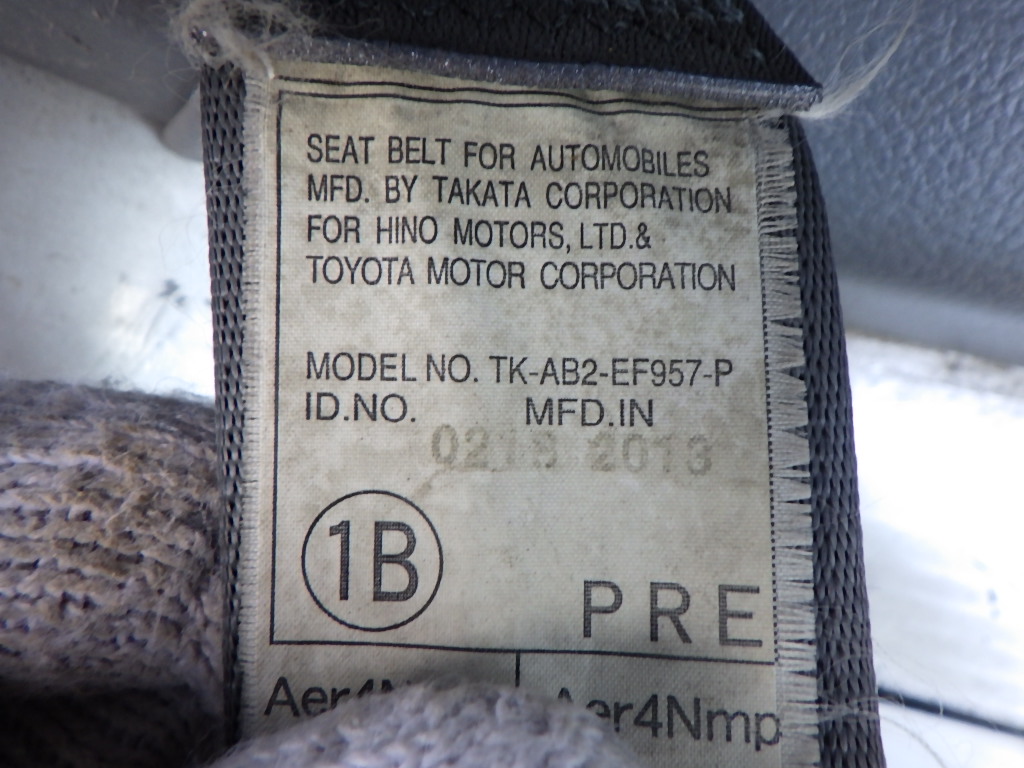 SEAT BELT FOR AUTOMOBILES
MFD. BY TAKATA CORPORATION
FOR HINO MOTORS, LTD.&
TOYOTA MOTOR CORPORATION
MODEL NO. TK-AB2-EF957-P
ID.NO. MFD.IN
2013
1B
PRE
Aer4Nmp